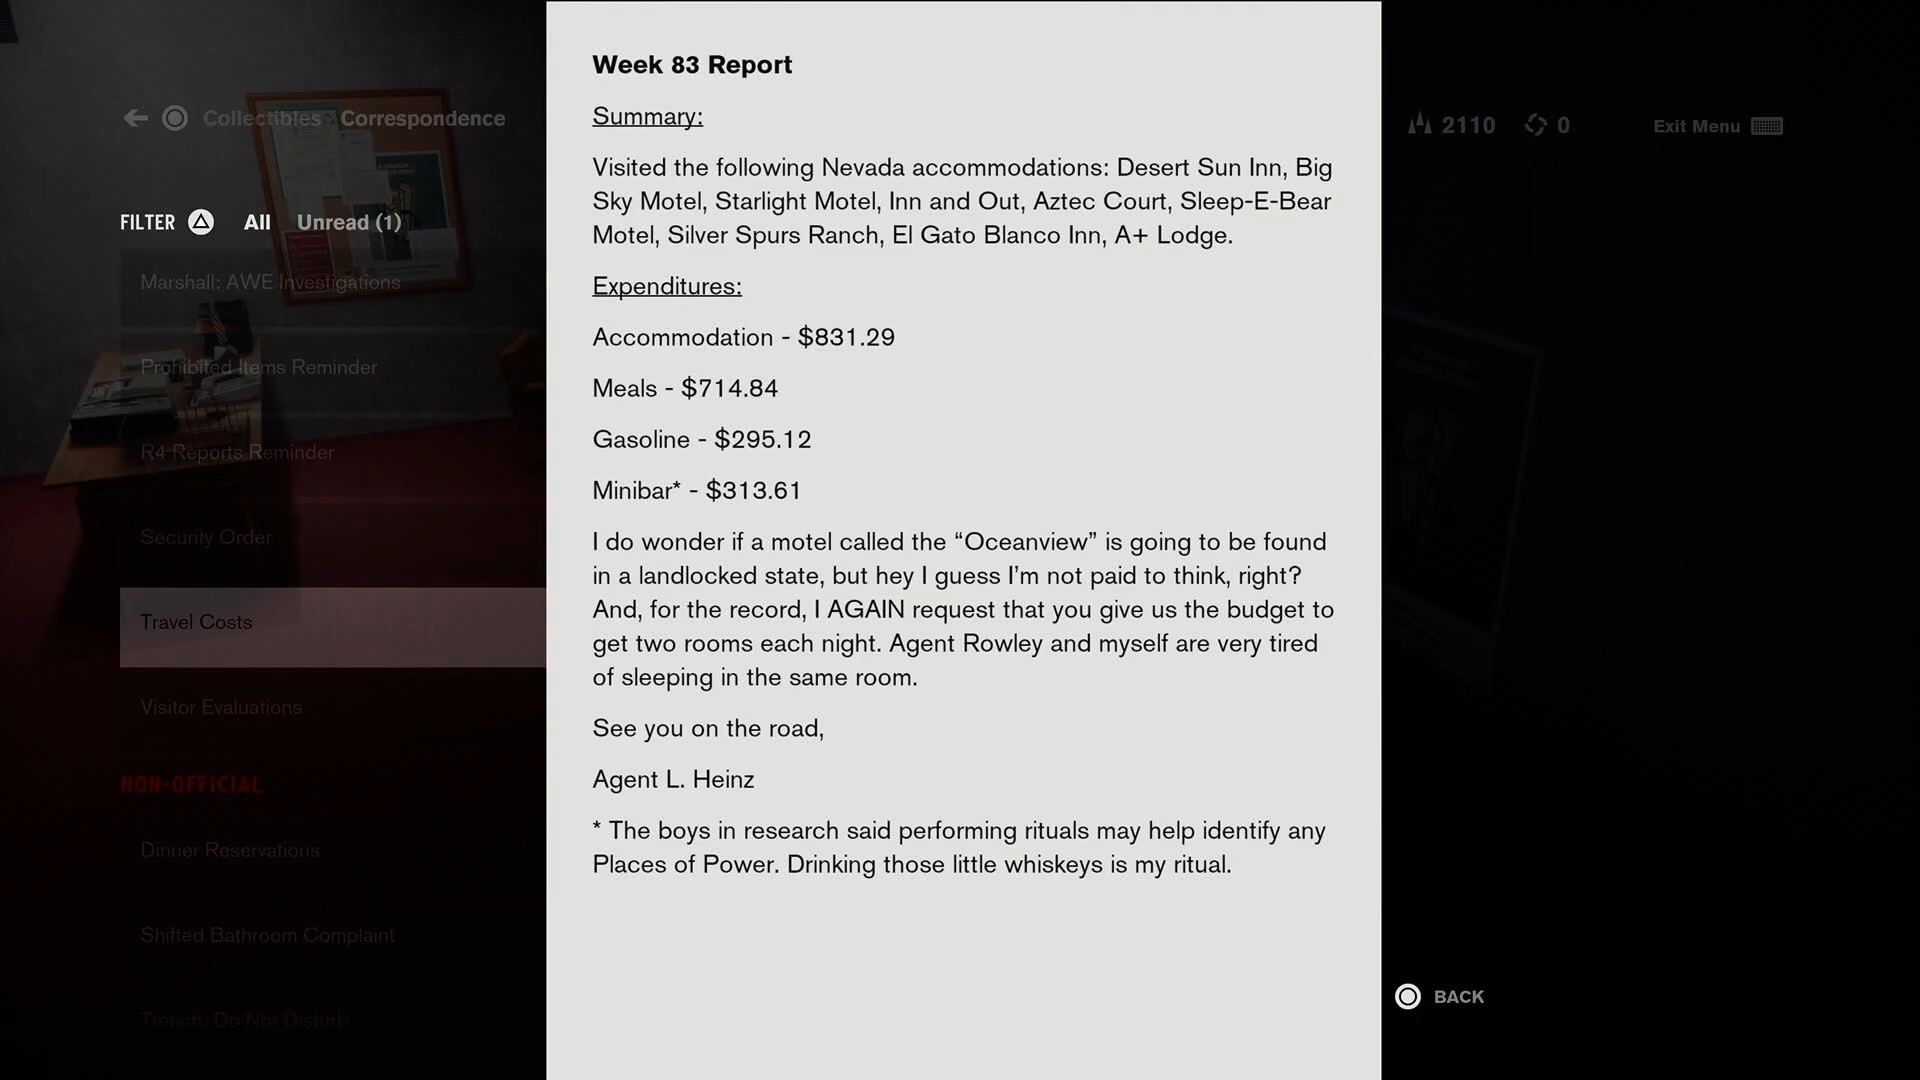 Collectibles Correspondence
2110 0 Exit Menu
FILTER All Unread (1)
Marshall: AWE Investigations
Prohibited Items Reminder
R4 Reports Reminder
Security Order
Travel Costs
Visitor Evaluations
NON-OFFICIAL
Dinner Reservations
Shifted Bathroom Complaint
Trench: Do Not Disturb
Week 83 Report
Summary:
Visited the following Nevada accommodations: Desert Sun Inn, Big
Sky Motel, Starlight Motel, Inn and Out, Aztec Court, Sleep-E-Bear
Motel, Silver Spurs Ranch, El Gato Blanco Inn, A+ Lodge.
Expenditures:
Accommodation - $831.29
Meals - $714.84
Gasoline - $295.12
Minibar* - $313.61
I do wonder if a motel called the “Oceanview” is going to be found
in a landlocked state, but hey I guess I’m not paid to think, right?
And, for the record, I AGAIN request that you give us the budget to
get two rooms each night. Agent Rowley and myself are very tired
of sleeping in the same room.
See you on the road,
Agent L. Heinz
* The boys in research said performing rituals may help identify any
Places of Power. Drinking those little whiskeys is my ritual.
BACK